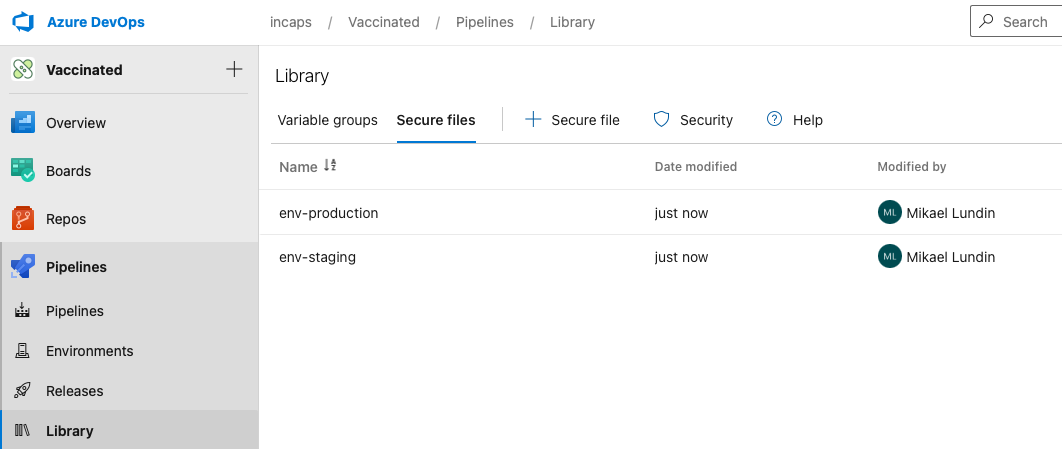 Azure DevOps
incaps / Vaccinated / Pipelines / Library
Search
Vaccinated
Overview
Boards
Repos
Pipelines
Pipelines
Environments
Releases
Library
Library
Variable groups Secure files Secure file Security ? Help
Name A Z Date modified Modified by
env-production just now ML Mikael Lundin
env-staging just now ML Mikael Lundin